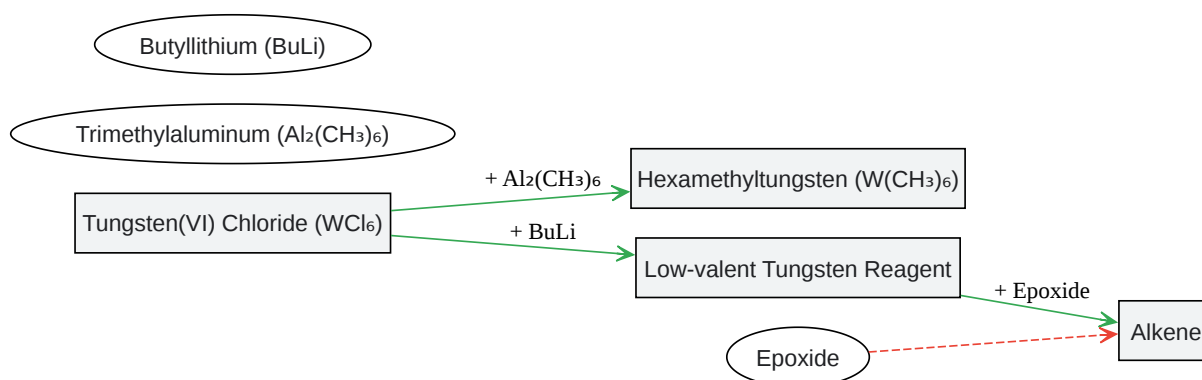 Butyllithium (BuLi)
Trimethylaluminum (Al₂(CH₃)₆)
+ Al₂(CH₃)₆
Hexamethyltungsten (W(CH₃)₆)
Tungsten(VI) Chloride (WCl₆)
+ BuLi
Low-valent Tungsten Reagent
+ Epoxide
Alkene
Epoxide